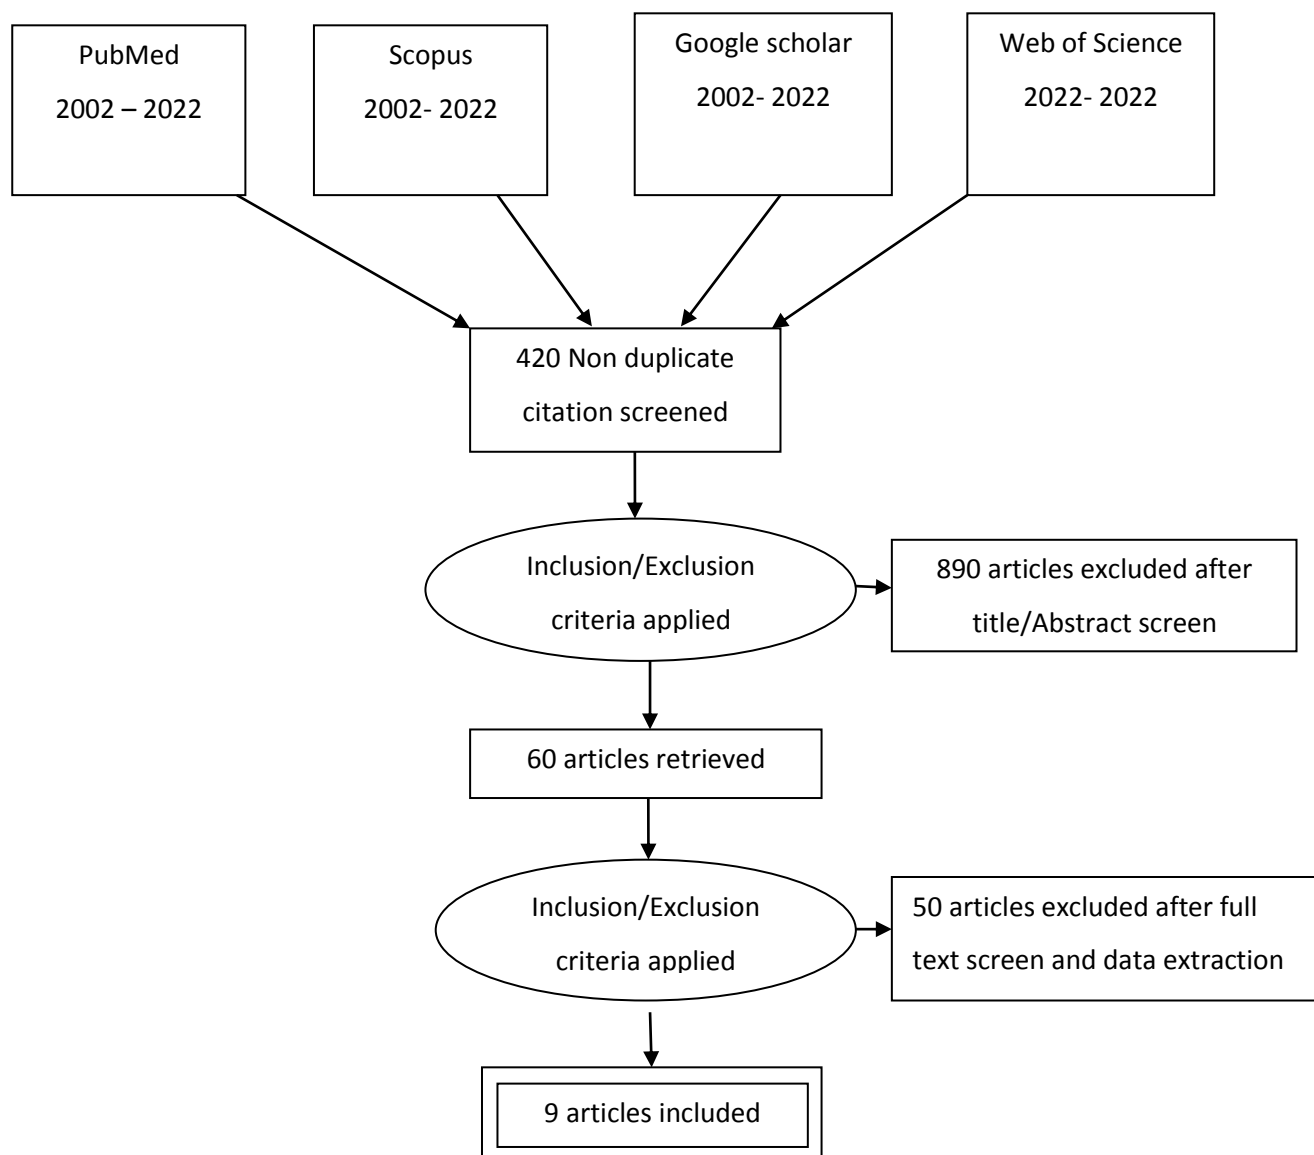 PubMed
2002 – 2022
Scopus
2002- 2022
Google scholar
2002- 2022
Web of Science
2022- 2022
420 Non duplicate
citation screened
Inclusion/Exclusion
criteria applied
890 articles excluded after
title/Abstract screen
60 articles retrieved
Inclusion/Exclusion
criteria applied
50 articles excluded after full
text screen and data extraction
9 articles included